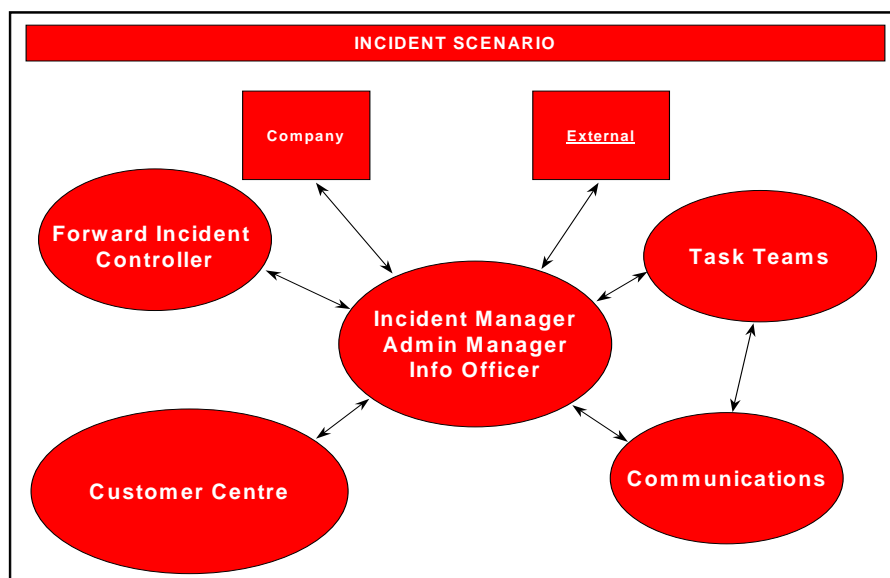 INCIDENT SCENARIO
Company
External
Forward Incident
Controller
Task Teams
Incident Manager
Admin Manager
Info Officer
Customer Centre
Communications